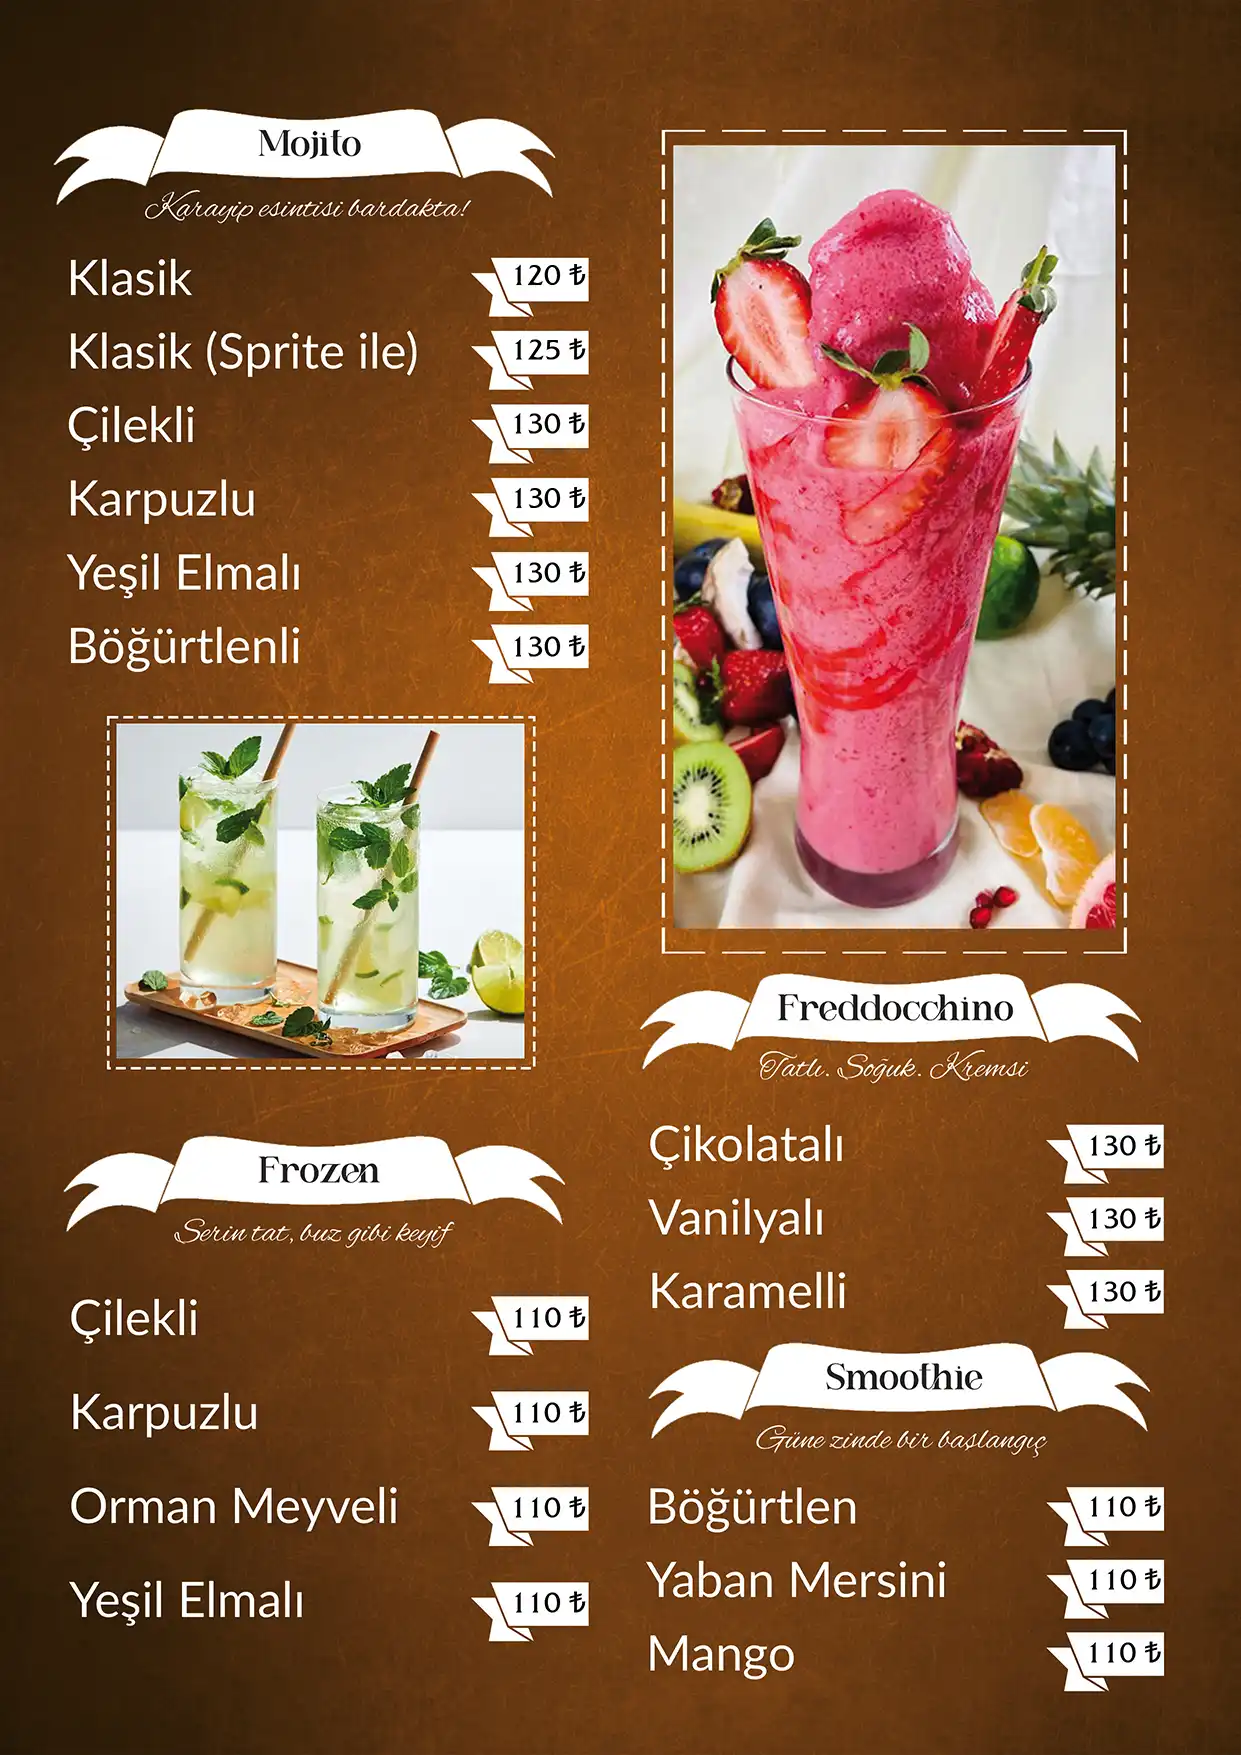 Mojito
Karayip esintisi bardakta!
Klasik 120 ₺
Klasik (Sprite ile) 125 ₺
Çilekli 130 ₺
Karpuzlu 130 ₺
Yeşil Elmalı 130 ₺
Böğürtlenli 130 ₺
Frozen
Serin tat, buz gibi keyif
Çilekli 110 ₺
Karpuzlu 110 ₺
Orman Meyveli 110 ₺
Yeşil Elmalı 110 ₺
Freddocchino
Tatlı. Soğuk. Kremsi
Çikolatalı 130 ₺
Vanilyalı 130 ₺
Karamelli 130 ₺
Smoothie
Güne zinde bir başlangıç
Böğürtlen 110 ₺
Yaban Mersini 110 ₺
Mango 110 ₺